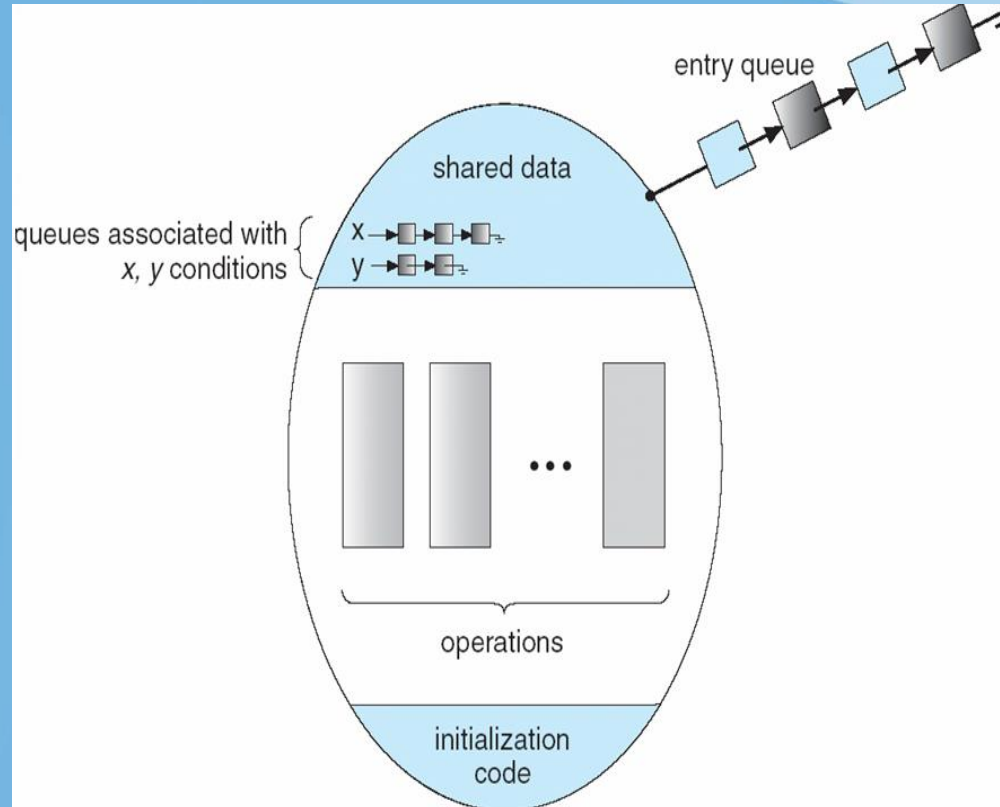 entry queue
shared data
queues associated with
x, y conditions
x
y
...
operations
initialization
code